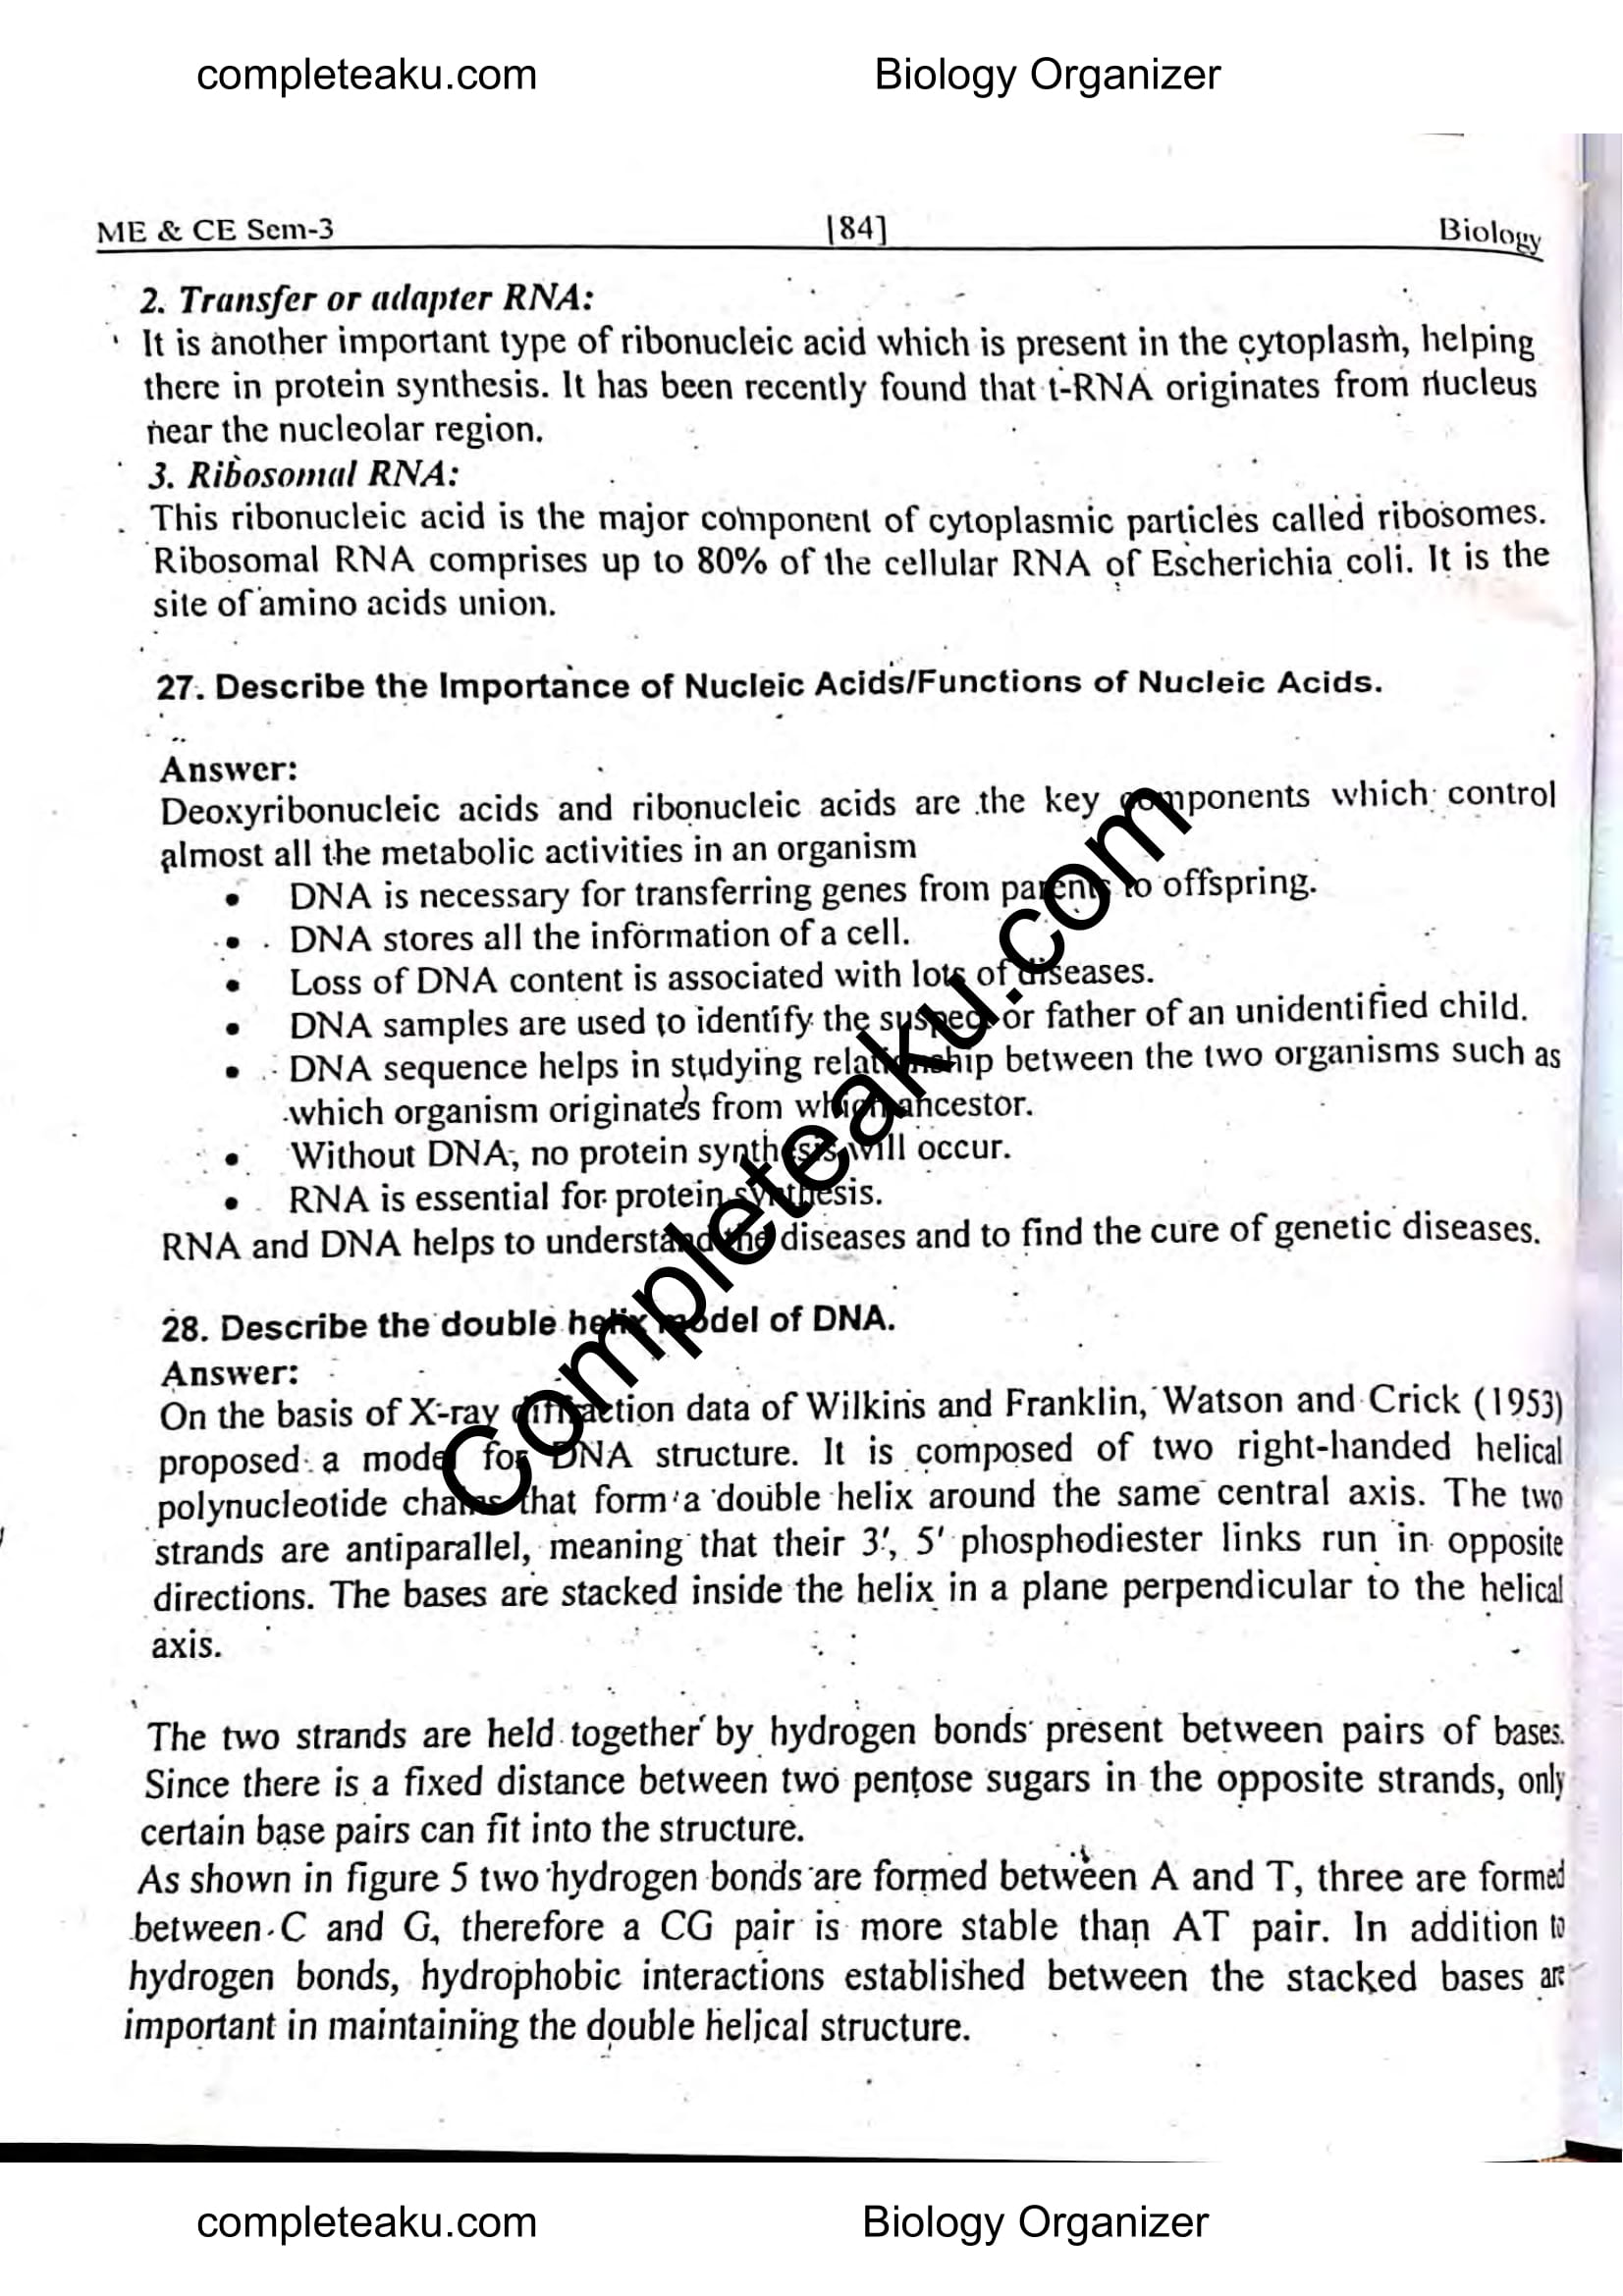 completeaku.com Biology Organizer
ME & CE Sem-3 [84] Biology
2. Transfer or adapter RNA:
It is another important type of ribonucleic acid which is present in the cytoplasm, helping
there in protein synthesis. It has been recently found that t-RNA originates from nucleus
near the nucleolar region.
3. Ribosomal RNA:
This ribonucleic acid is the major component of cytoplasmic particles called ribosomes.
Ribosomal RNA comprises up to 80% of the cellular RNA of Escherichia coli. It is the
site of amino acids union.
27. Describe the Importance of Nucleic Acids/Functions of Nucleic Acids.
Answer:
Deoxyribonucleic acids and ribonucleic acids are the key components which control
almost all the metabolic activities in an organism
• DNA is necessary for transferring genes from parents to offspring.
• DNA stores all the information of a cell.
• Loss of DNA content is associated with lots of diseases.
• DNA samples are used to identify the suspect or father of an unidentified child.
• DNA sequence helps in studying relationship between the two organisms such as
which organism originates from which ancestor.
• Without DNA, no protein synthesis will occur.
• RNA is essential for protein synthesis.
RNA and DNA helps to understand the diseases and to find the cure of genetic diseases.
28. Describe the double helix model of DNA.
Answer:
On the basis of X-ray diffraction data of Wilkins and Franklin, Watson and Crick (1953)
proposed a model for DNA structure. It is composed of two right-handed helical
polynucleotide chains that form a double helix around the same central axis. The two
strands are antiparallel, meaning that their 3', 5' phosphodiester links run in opposite
directions. The bases are stacked inside the helix in a plane perpendicular to the helical
axis.
The two strands are held together by hydrogen bonds present between pairs of bases.
Since there is a fixed distance between two pentose sugars in the opposite strands, only
certain base pairs can fit into the structure.
As shown in figure 5 two hydrogen bonds are formed between A and T, three are formed
between C and G, therefore a CG pair is more stable than AT pair. In addition to
hydrogen bonds, hydrophobic interactions established between the stacked bases are
important in maintaining the double helical structure.
Completeaku.com
completeaku.com Biology Organizer